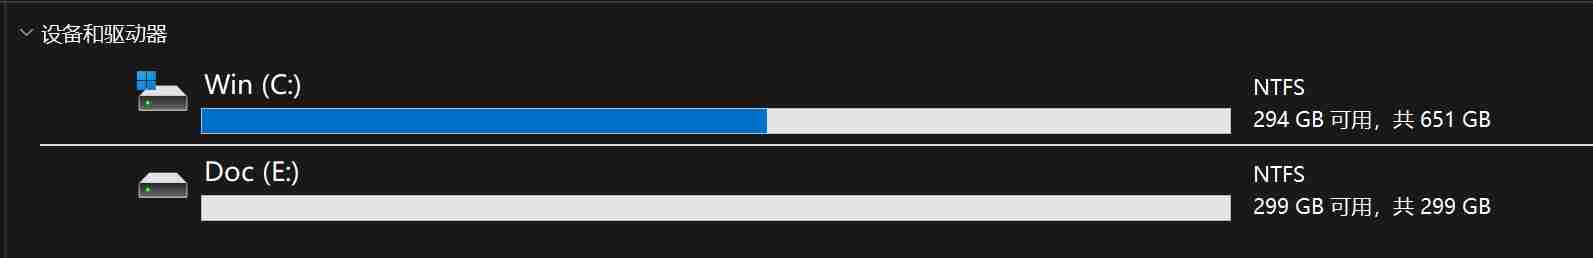 设备和驱动器
Win (C:)
NTFS
294 GB 可用，共 651 GB
Doc (E:)
NTFS
299 GB 可用，共 299 GB